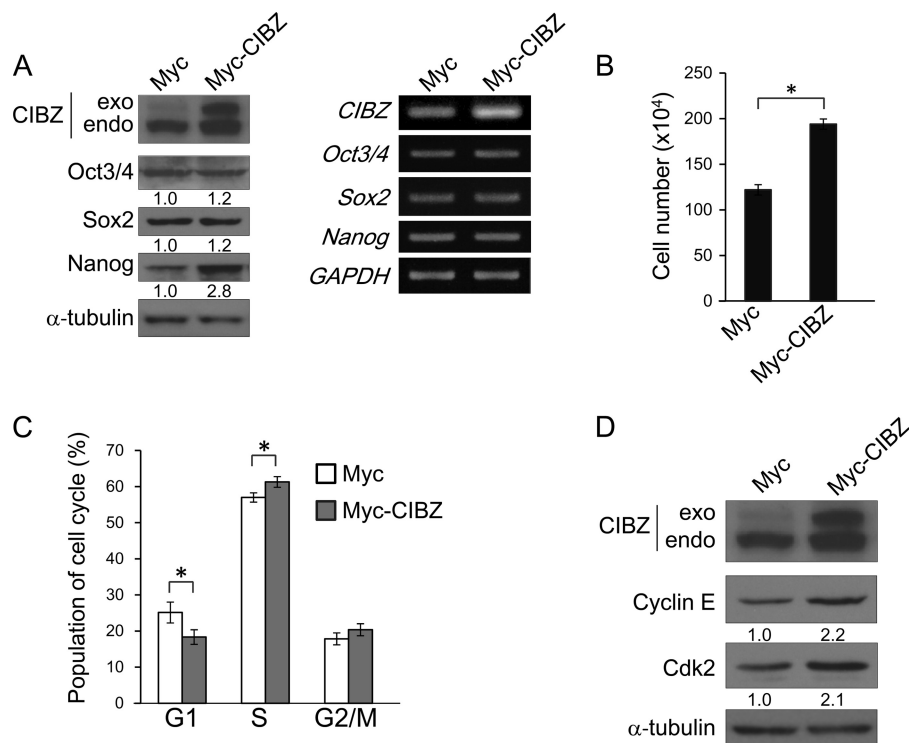 A
Myc
Myc-CIBZ
CIBZ
exo
endo
Oct3/4
1.0 1.2
Sox2
1.0 1.2
Nanog
1.0 2.8
α-tubulin
Myc
Myc-CIBZ
CIBZ
Oct3/4
Sox2
Nanog
GAPDH
B
Cell number (x10⁴)
250
200
150
100
50
0
*
Myc
Myc-CIBZ
C
Population of cell cycle (%)
70
60
50
40
30
20
10
0
*
*
Myc
Myc-CIBZ
G1 S G2/M
D
Myc
Myc-CIBZ
CIBZ
exo
endo
Cyclin E
1.0 2.2
Cdk2
1.0 2.1
α-tubulin